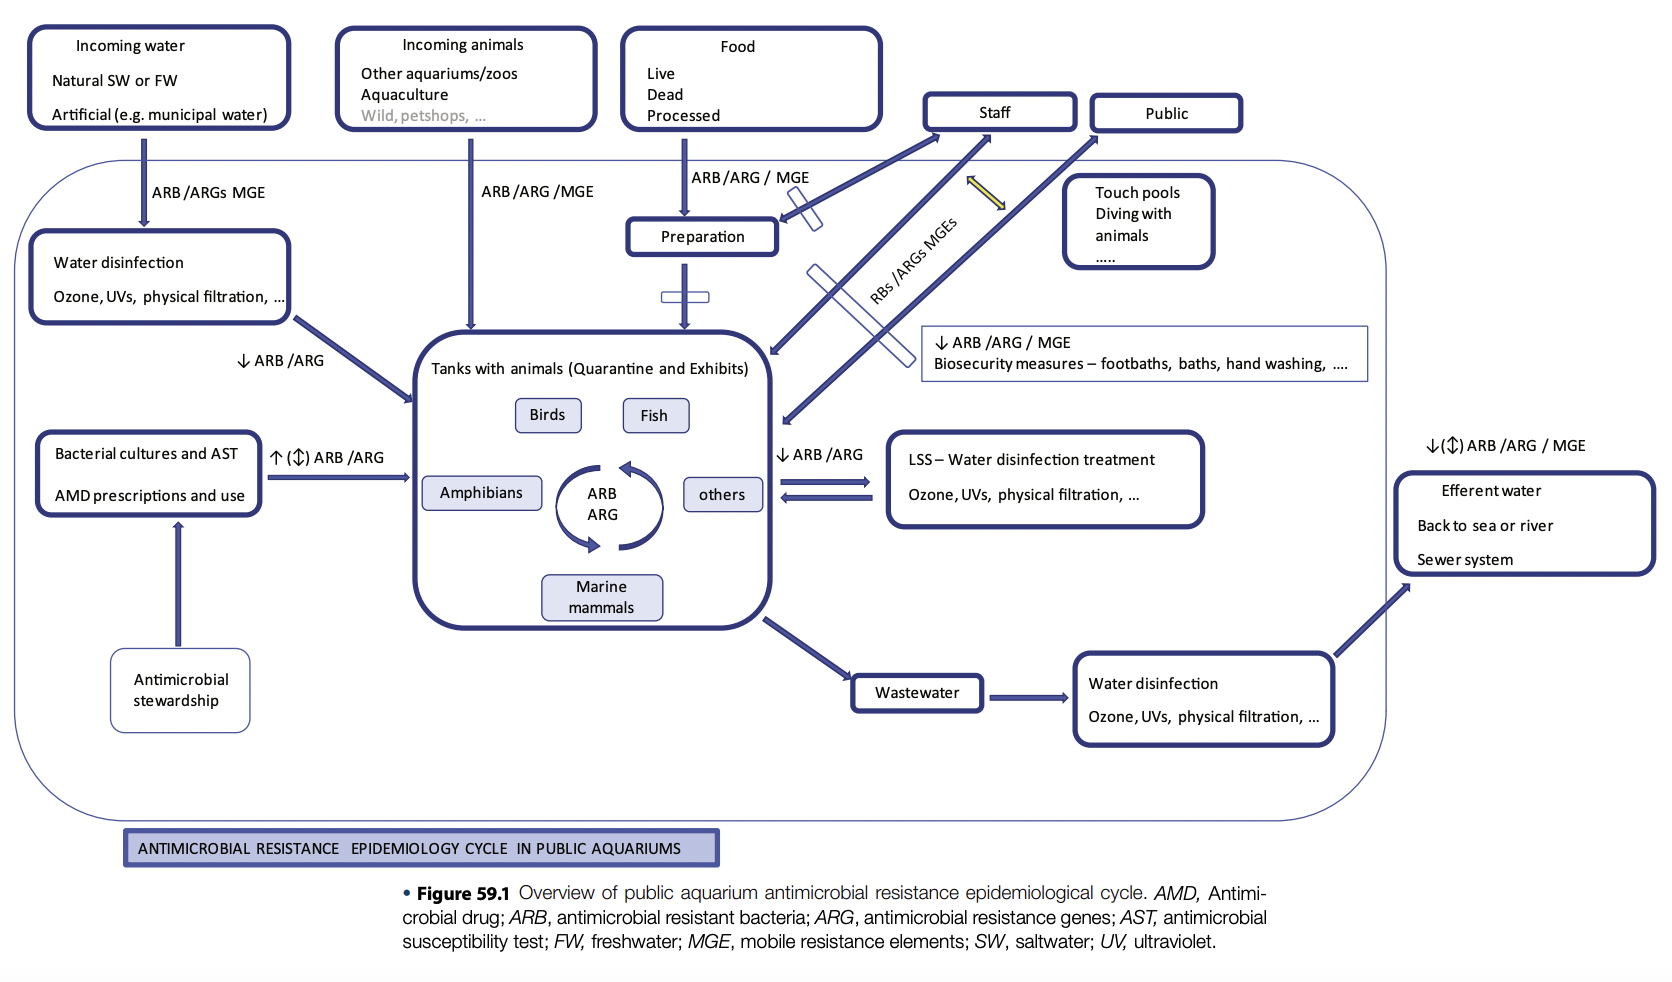 Incoming water
Natural SW or FW
Artificial (e.g. municipal water)
Incoming animals
Other aquariums/zoos
Aquaculture
Wild, petshops, ...
Food
Live
Dead
Processed
Staff
Public
ARB /ARGs MGE
ARB /ARG /MGE
ARB /ARG / MGE
Touch pools
Diving with
animals
.....
Preparation
Water disinfection
Ozone, UVs, physical filtration, ...
RBs /ARGs MGEs
↓ ARB /ARG / MGE
Biosecurity measures – footbaths, baths, hand washing, ....
↓ ARB /ARG
Tanks with animals (Quarantine and Exhibits)
Birds
Fish
Amphibians
ARB
ARG
others
Marine
mammals
Bacterial cultures and AST
AMD prescriptions and use
↑ (↕) ARB /ARG
↓ ARB /ARG
LSS – Water disinfection treatment
Ozone, UVs, physical filtration, ...
↓(↕) ARB /ARG / MGE
Efferent water
Back to sea or river
Sewer system
Antimicrobial
stewardship
Wastewater
Water disinfection
Ozone, UVs, physical filtration, ...
ANTIMICROBIAL RESISTANCE EPIDEMIOLOGY CYCLE IN PUBLIC AQUARIUMS
• Figure 59.1 Overview of public aquarium antimicrobial resistance epidemiological cycle. AMD, Antimi-
crobial drug; ARB, antimicrobial resistant bacteria; ARG, antimicrobial resistance genes; AST, antimicrobial
susceptibility test; FW, freshwater; MGE, mobile resistance elements; SW, saltwater; UV, ultraviolet.